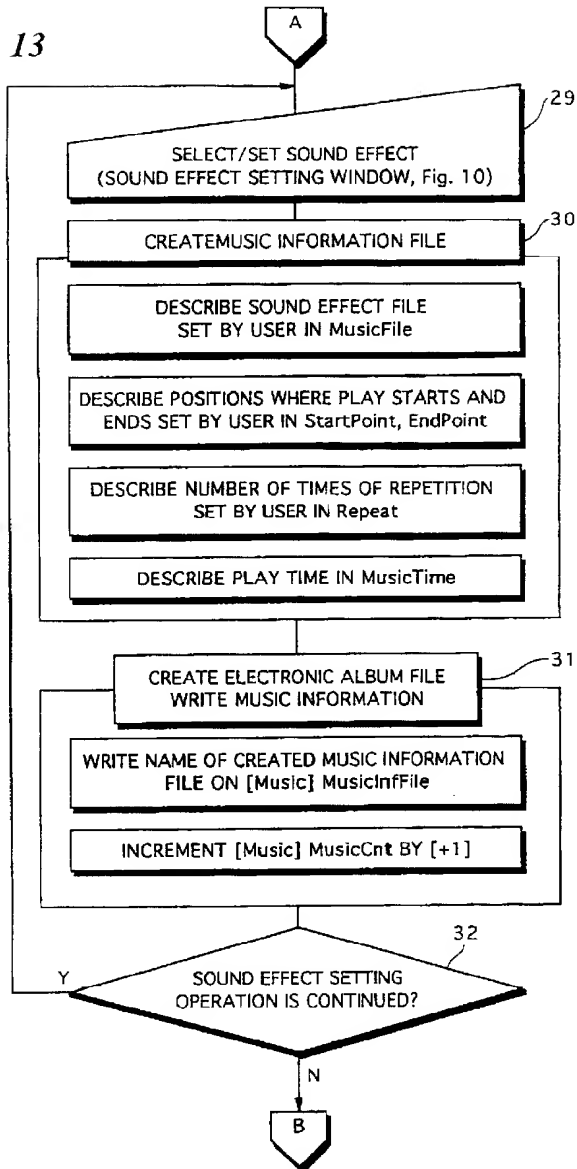 13
A
29
SELECT/SET SOUND EFFECT
(SOUND EFFECT SETTING WINDOW, Fig. 10)
30
CREATEMUSIC INFORMATION FILE
DESCRIBE SOUND EFFECT FILE
SET BY USER IN MusicFile
DESCRIBE POSITIONS WHERE PLAY STARTS AND
ENDS SET BY USER IN StartPoint, EndPoint
DESCRIBE NUMBER OF TIMES OF REPETITION
SET BY USER IN Repeat
DESCRIBE PLAY TIME IN MusicTime
31
CREATE ELECTRONIC ALBUM FILE
WRITE MUSIC INFORMATION
WRITE NAME OF CREATED MUSIC INFORMATION
FILE ON [Music] MusicInfFile
INCREMENT [Music] MusicCnt BY [+1]
32
Y
SOUND EFFECT SETTING
OPERATION IS CONTINUED?
N
B